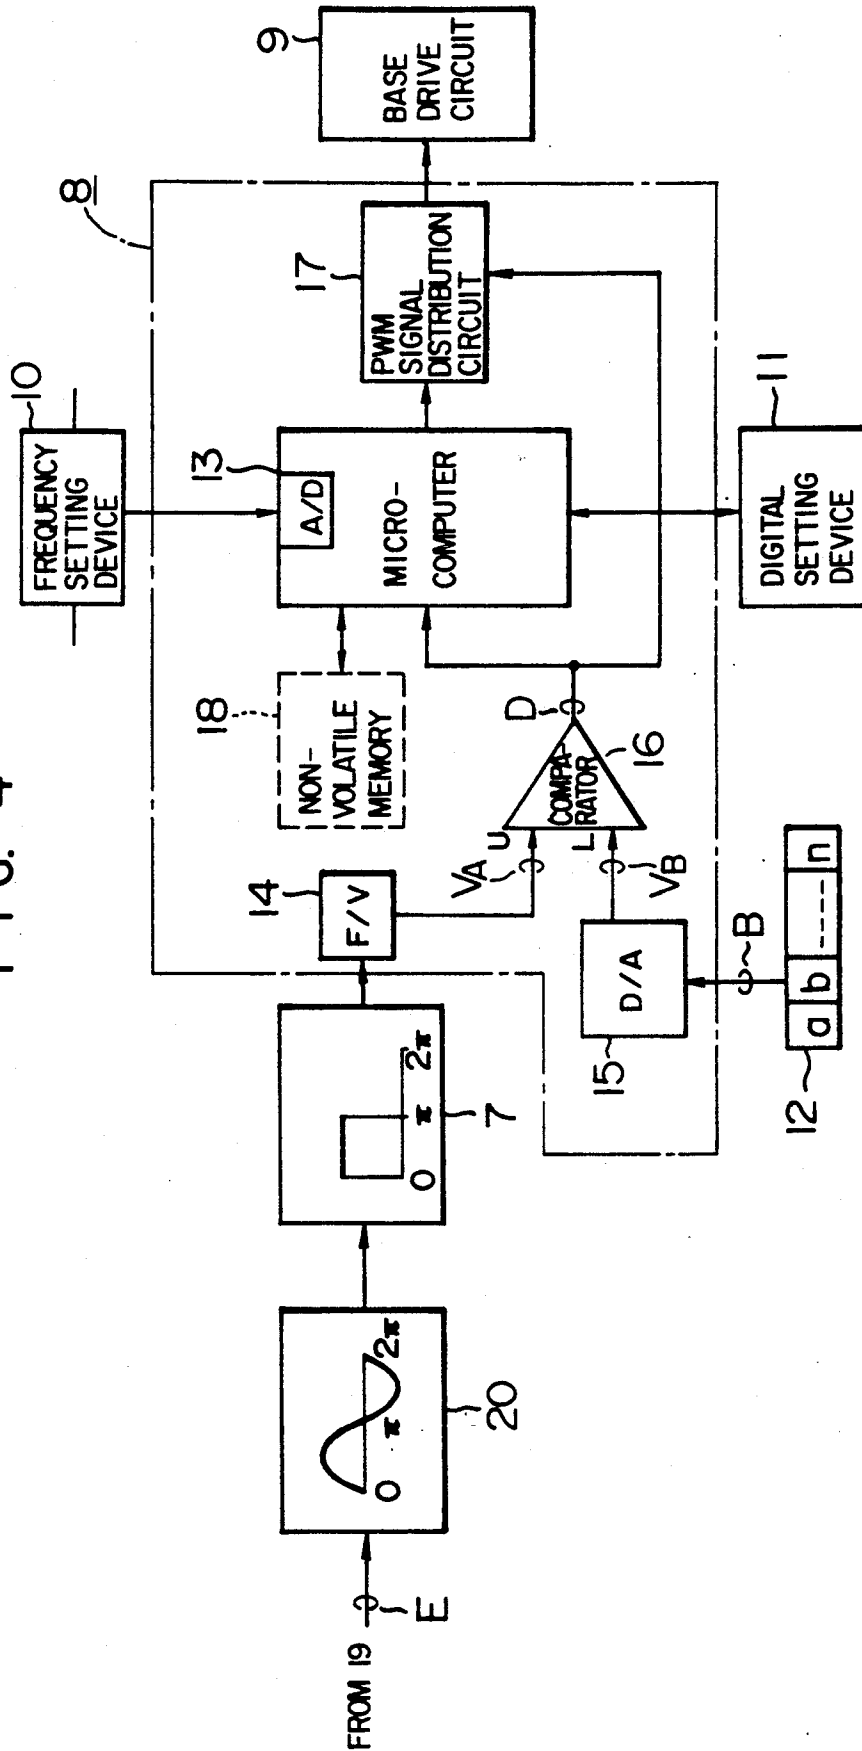 FIG. 4
FROM 19
E
0 π 2π
20
0 π 2π
7
14
F/V
8
10
FREQUENCY
SETTING
DEVICE
18
NON-
VOLATILE
MEMORY
13
A/D
MICRO-
COMPUTER
17
PWM
SIGNAL
DISTRIBUTION
CIRCUIT
9
BASE
DRIVE
CIRCUIT
VA
U
VB
L
COMPA-
RATOR
16
D
15
D/A
B
12
a b ---- n
11
DIGITAL
SETTING
DEVICE